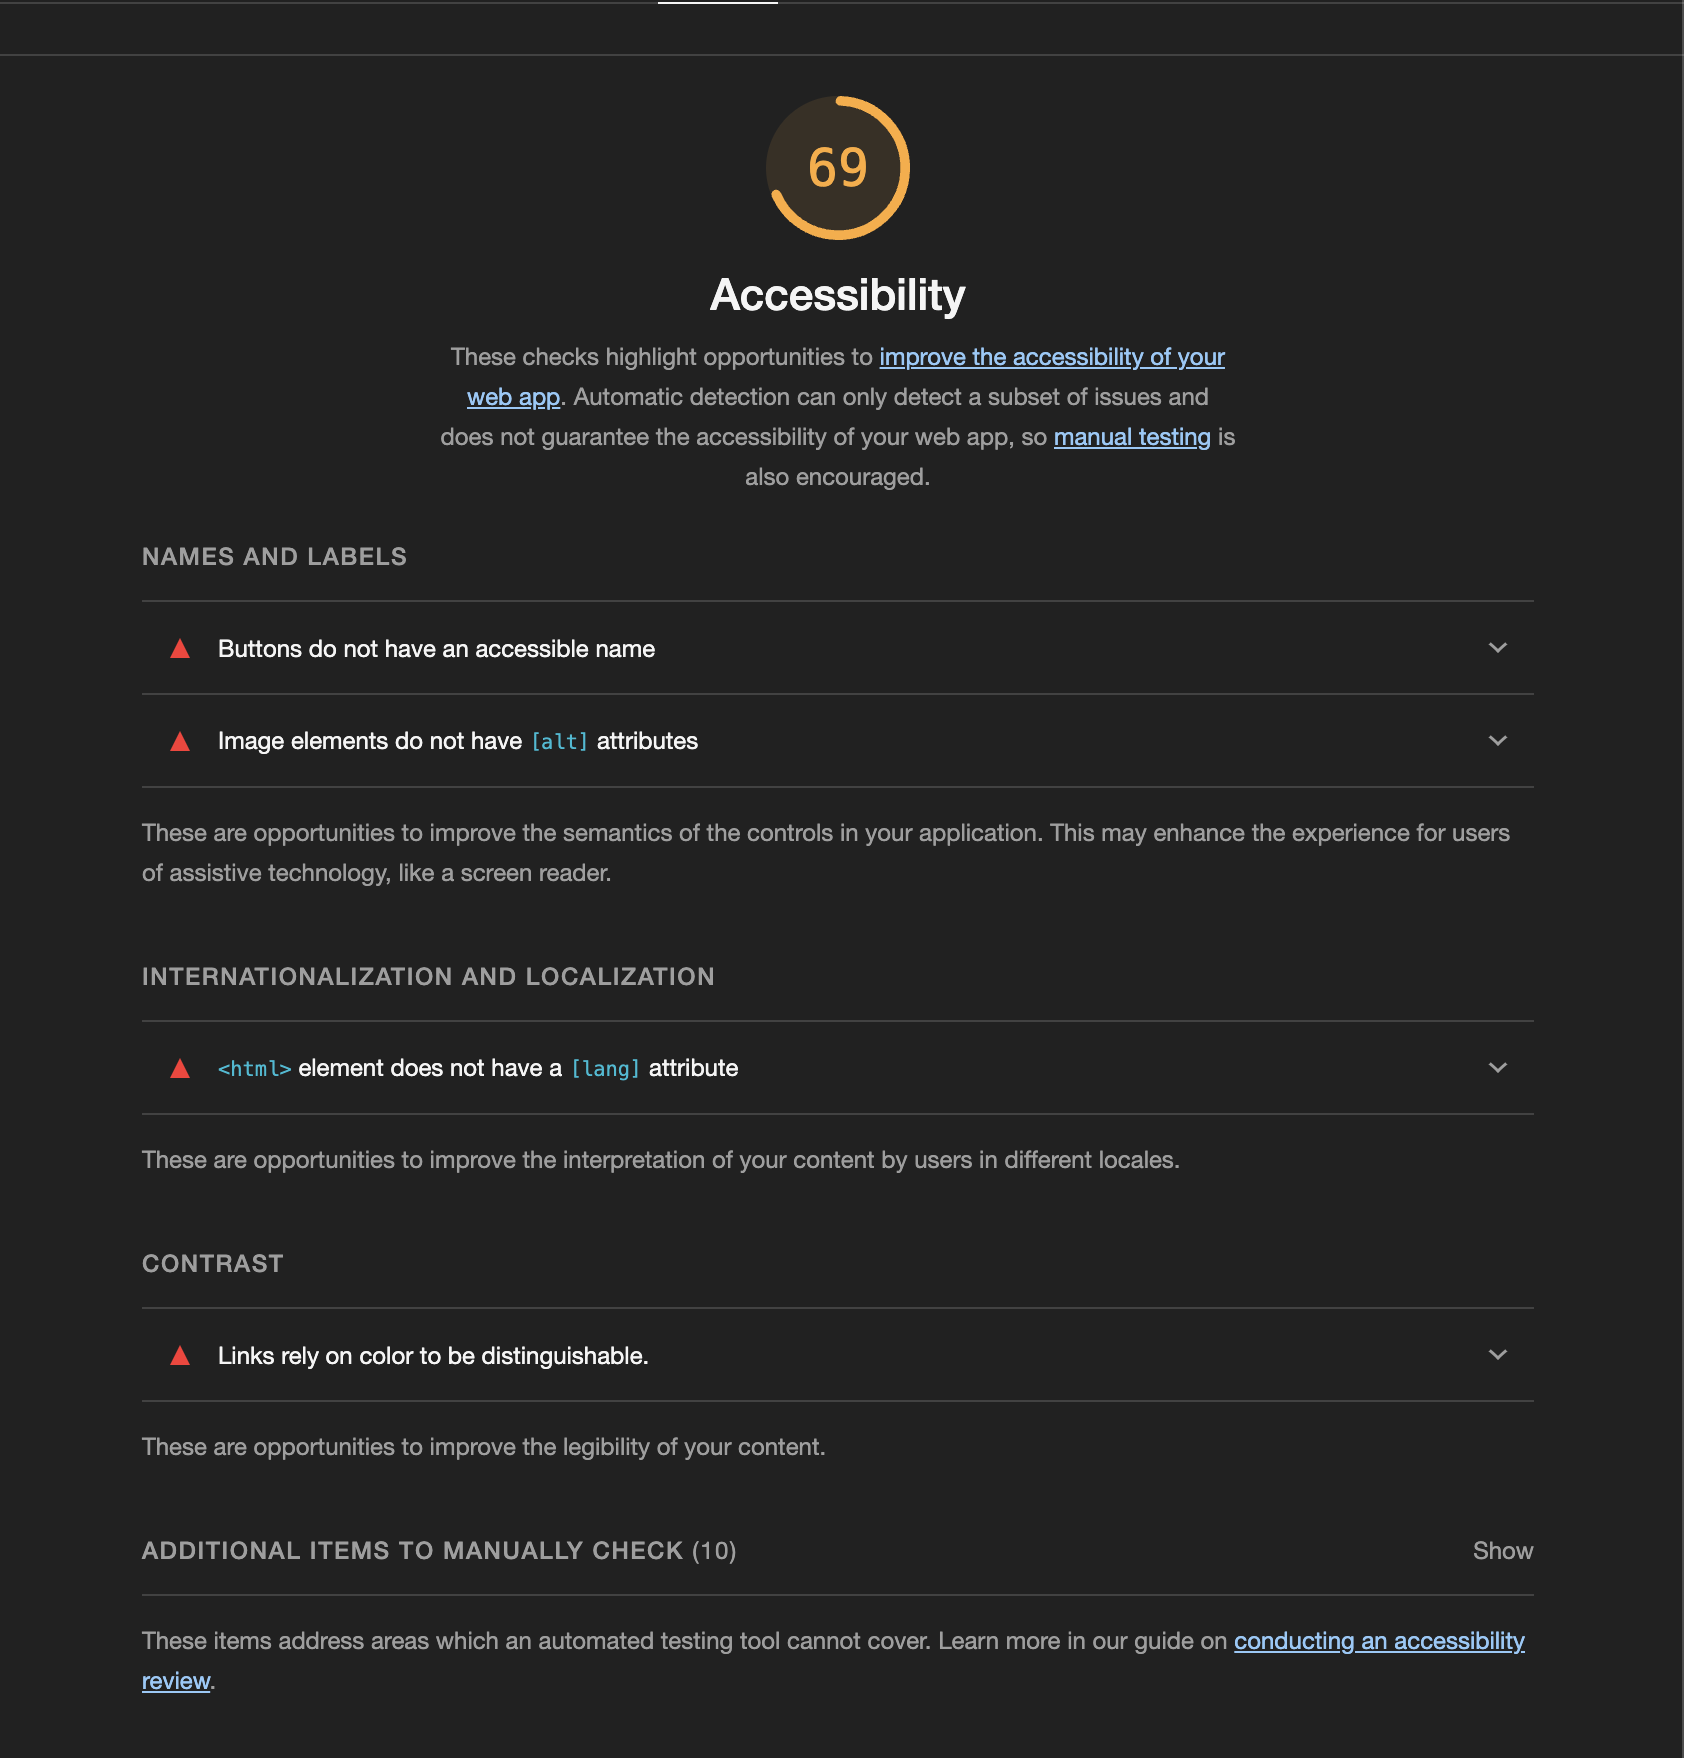 69
Accessibility
These checks highlight opportunities to improve the accessibility of your
web app. Automatic detection can only detect a subset of issues and
does not guarantee the accessibility of your web app, so manual testing is
also encouraged.
NAMES AND LABELS
Buttons do not have an accessible name
Image elements do not have [alt] attributes
These are opportunities to improve the semantics of the controls in your application. This may enhance the experience for users
of assistive technology, like a screen reader.
INTERNATIONALIZATION AND LOCALIZATION
<html> element does not have a [lang] attribute
These are opportunities to improve the interpretation of your content by users in different locales.
CONTRAST
Links rely on color to be distinguishable.
These are opportunities to improve the legibility of your content.
ADDITIONAL ITEMS TO MANUALLY CHECK (10) Show
These items address areas which an automated testing tool cannot cover. Learn more in our guide on conducting an accessibility
review.